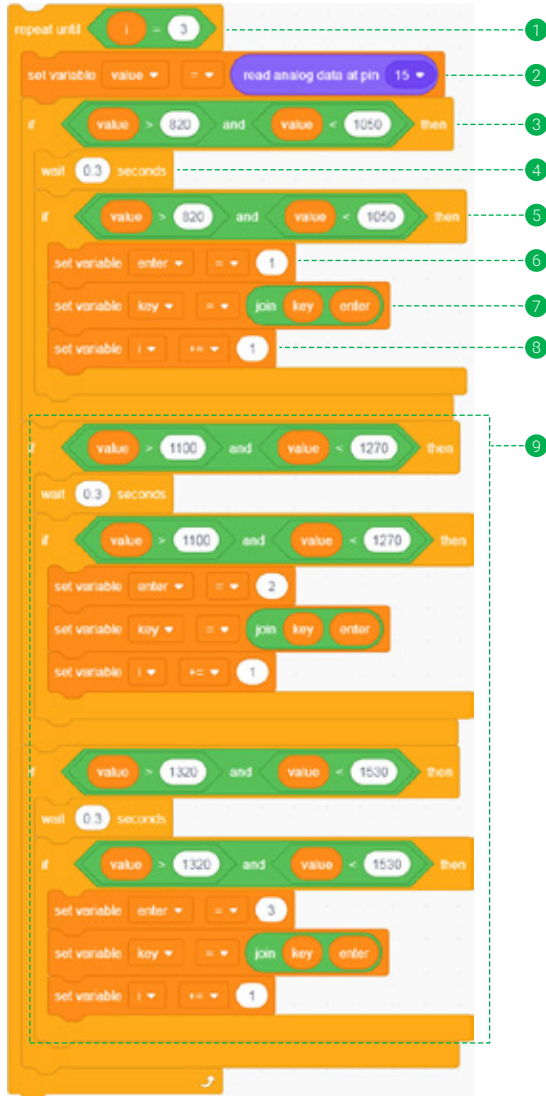 repeat until i = 3 1
set variable value = read analog data at pin 15 2
if value > 820 and value < 1050 then 3
wait 0.3 seconds 4
if value > 820 and value < 1050 then 5
set variable enter = 1 6
set variable key = join key enter 7
set variable i += 1 8
if value > 1100 and value < 1270 then 9
wait 0.3 seconds
if value > 1100 and value < 1270 then
set variable enter = 2
set variable key = join key enter
set variable i += 1
if value > 1320 and value < 1530 then
wait 0.3 seconds
if value > 1320 and value < 1530 then
set variable enter = 3
set variable key = join key enter
set variable i += 1